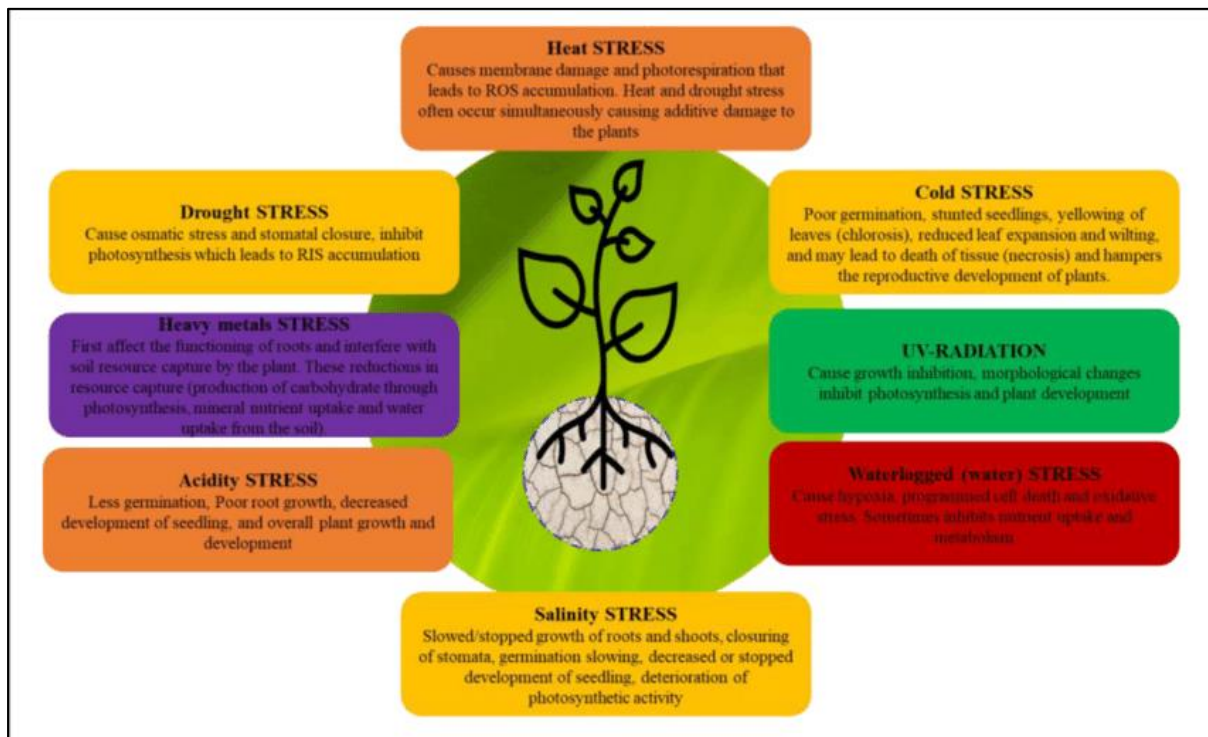 Heat STRESS
Causes membrane damage and photorespiration that
leads to ROS accumulation. Heat and drought stress
often occur simultaneously causing additive damage to
the plants
Drought STRESS
Cause osmatic stress and stomatal closure, inhibit
photosynthesis which leads to RIS accumulation
Cold STRESS
Poor germination, stunted seedlings, yellowing of
leaves (chlorosis), reduced leaf expansion and wilting,
and may lead to death of tissue (necrosis) and hampers
the reproductive development of plants.
Heavy metals STRESS
First affect the functioning of roots and interfere with
soil resource capture by the plant. These reductions in
resource capture (production of carbohydrate through
photosynthesis, mineral nutrient uptake and water
uptake from the soil).
UV-RADIATION
Cause growth inhibition, morphological changes
inhibit photosynthesis and plant development
Acidity STRESS
Less germination, Poor root growth, decreased
development of seedling, and overall plant growth and
development
Waterlogged (water) STRESS
Cause hypoxia, programmed cell death and oxidative
stress. Sometimes inhibits nutrient uptake and
metabolism
Salinity STRESS
Slowed/stopped growth of roots and shoots, closuring
of stomata, germination slowing, decreased or stopped
development of seedling, deterioration of
photosynthetic activity